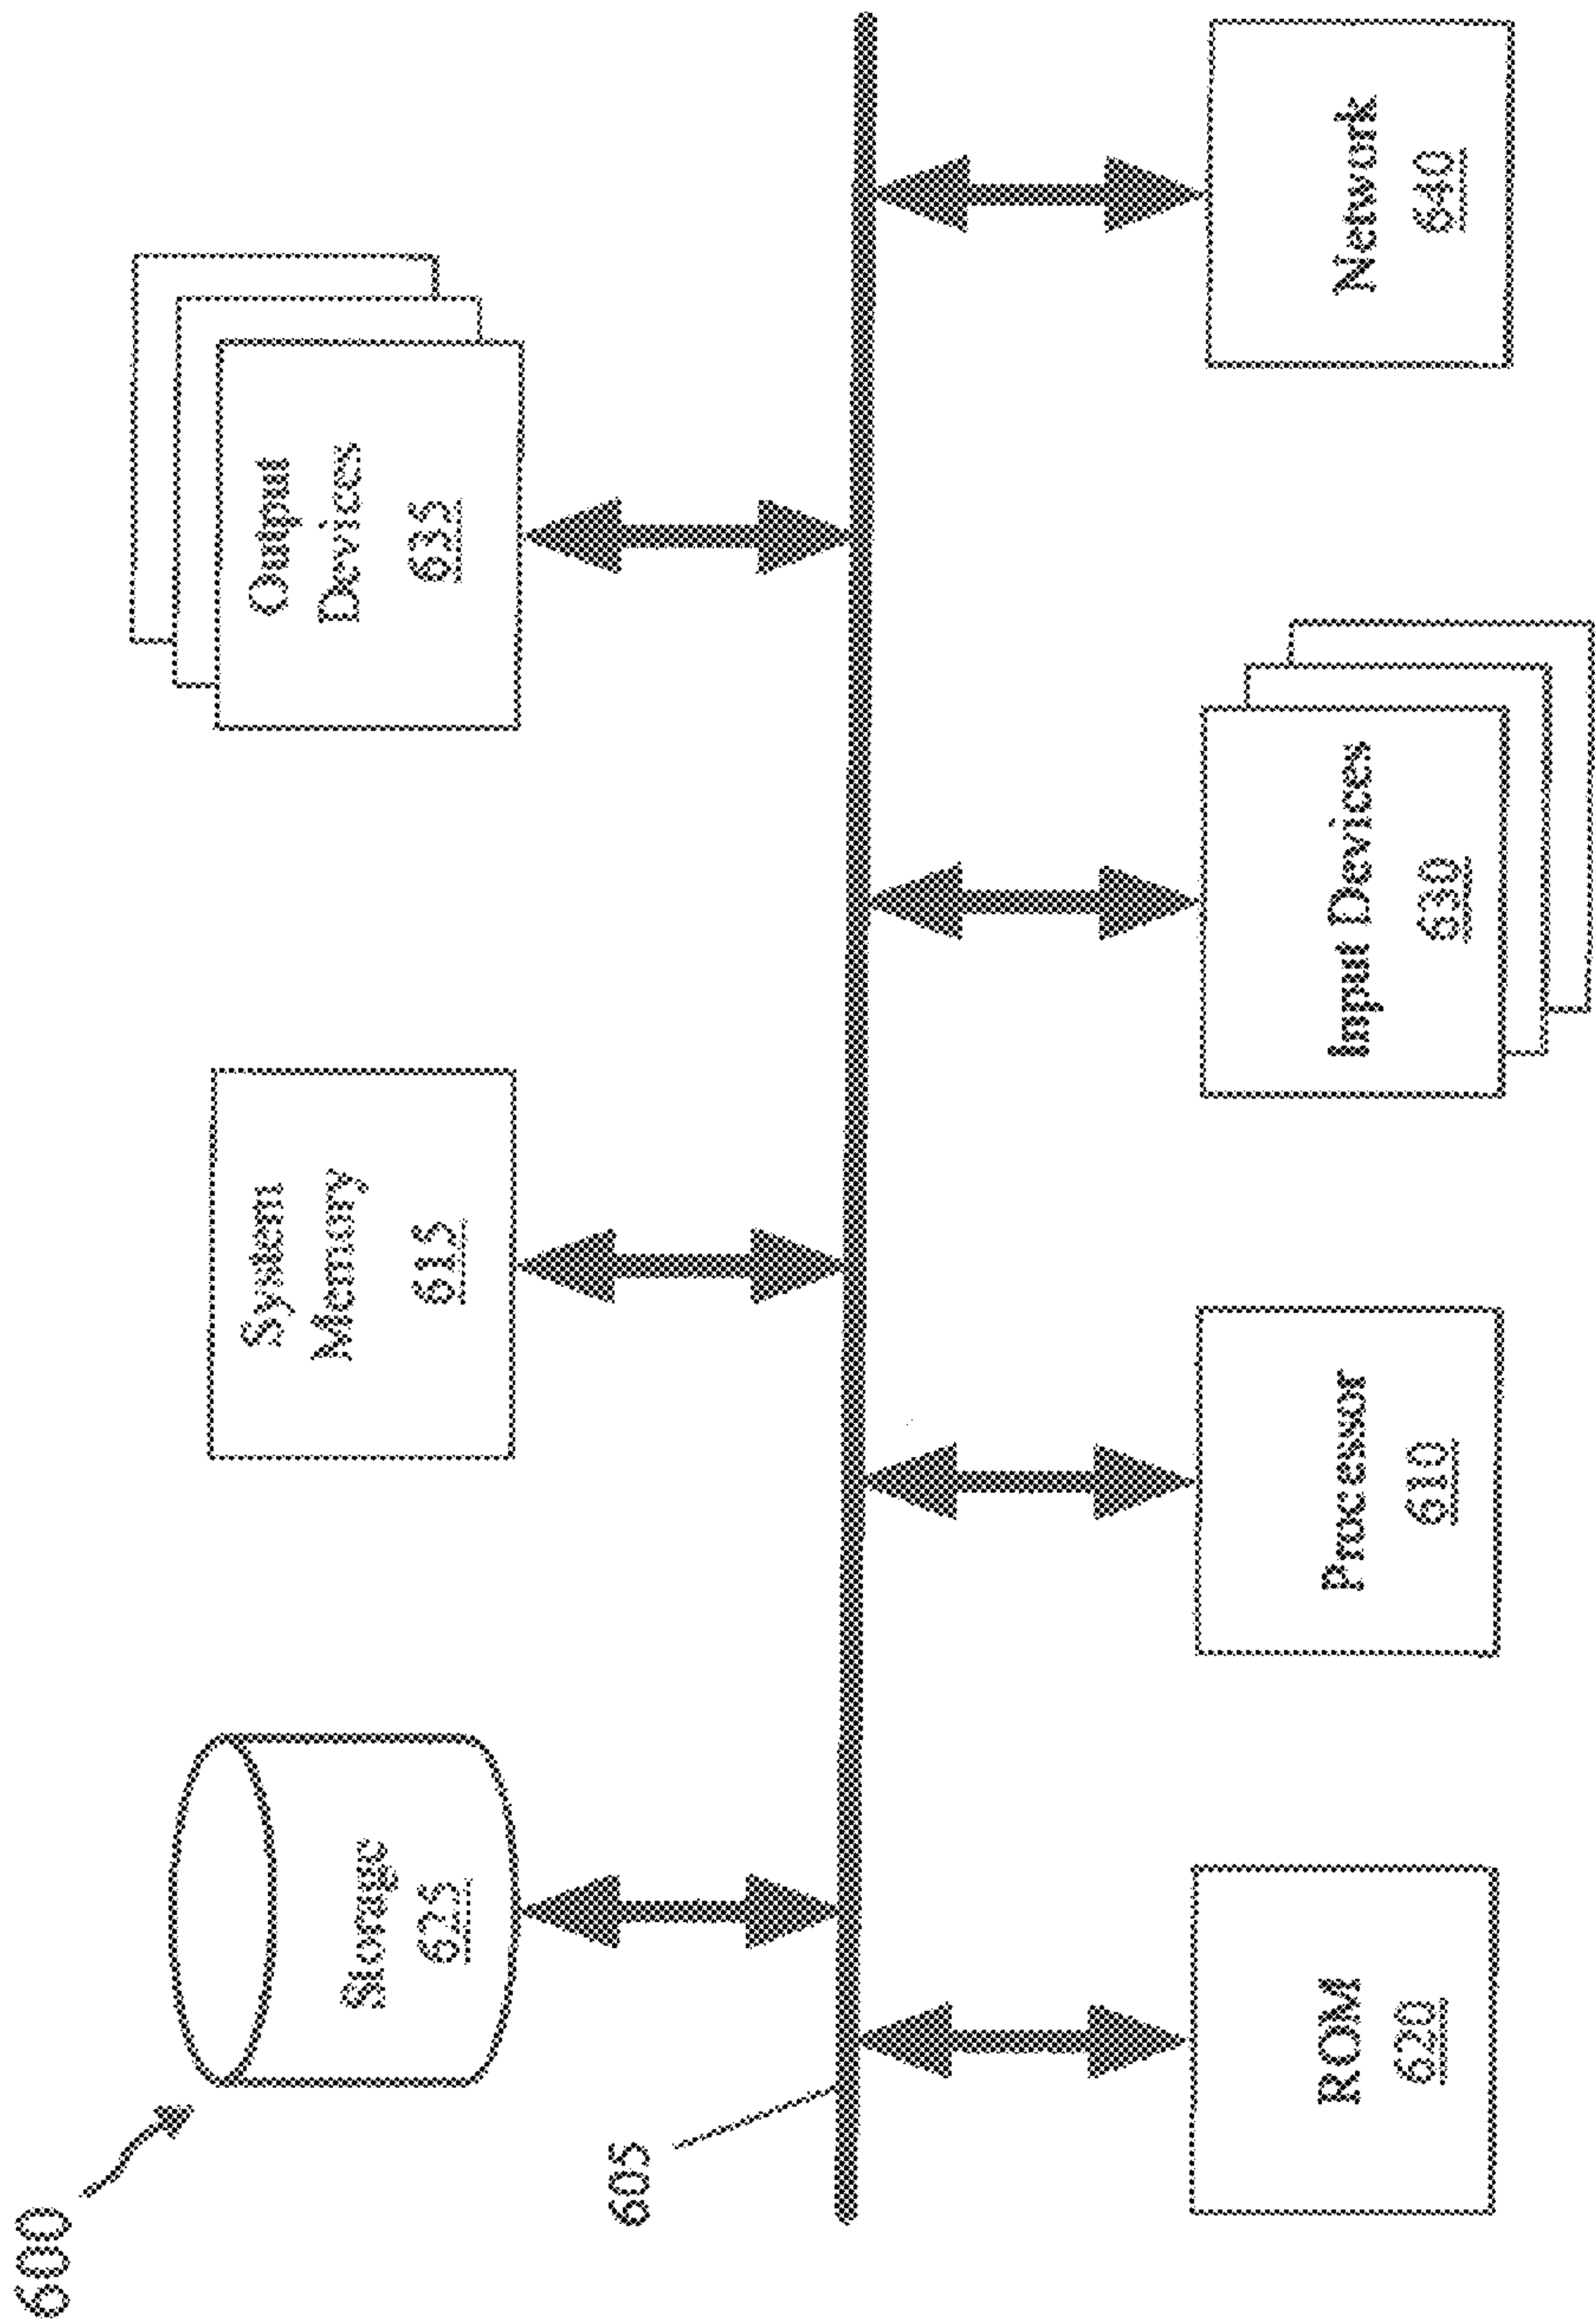 600
Storage
625
System
Memory
615
Output
Devices
635
605
ROM
620
Processor
610
Input Devices
630
Network
640